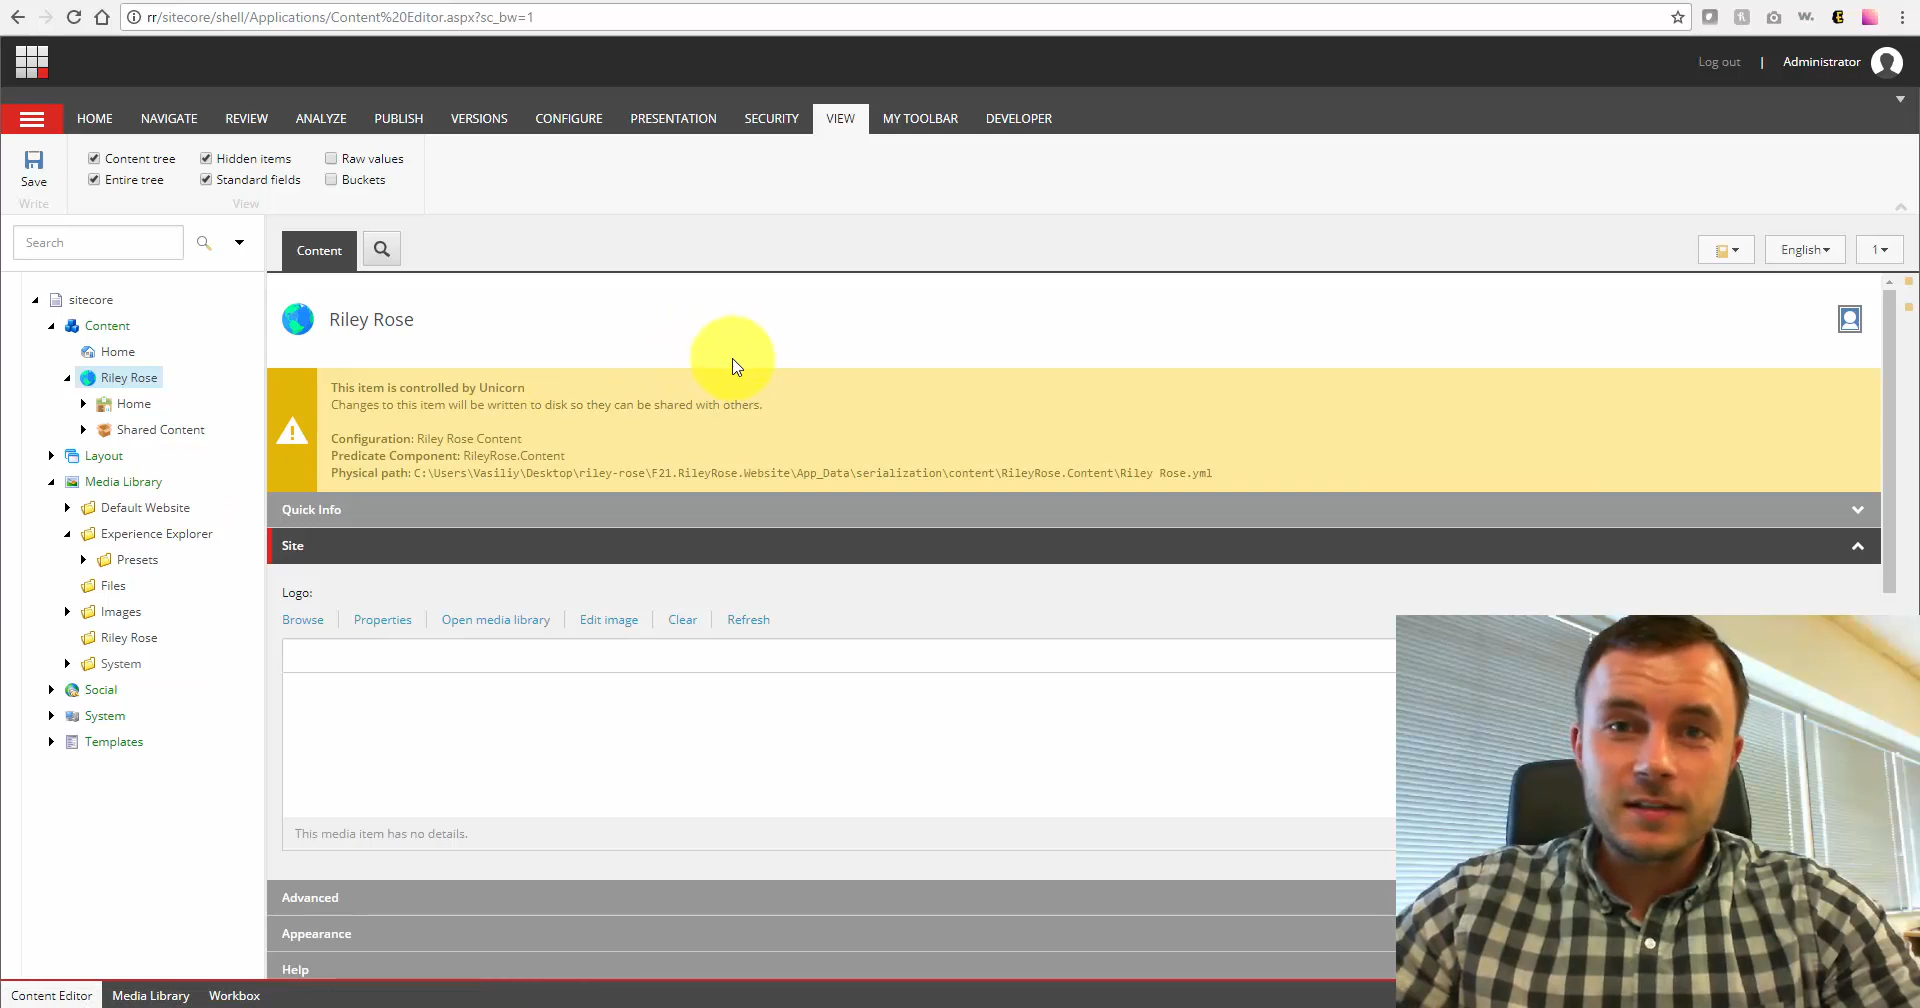 rr/sitecore/shell/Applications/Content%20Editor.aspx?sc_bw=1
Log out | Administrator
HOME NAVIGATE REVIEW ANALYZE PUBLISH VERSIONS CONFIGURE PRESENTATION SECURITY VIEW MY TOOLBAR DEVELOPER
Content tree Hidden items Raw values
Save Entire tree Standard fields Buckets
Write View
Search
Content English 1
sitecore
Content
Home
Riley Rose
Home
Shared Content
Layout
Media Library
Default Website
Experience Explorer
Presets
Files
Images
Riley Rose
System
Social
System
Templates
Riley Rose
This item is controlled by Unicorn
Changes to this item will be written to disk so they can be shared with others.
Configuration: Riley Rose Content
Predicate Component: RileyRose.Content
Physical path: C:\Users\Vasiliy\Desktop\riley-rose\F21.RileyRose.Website\App_Data\serialization\content\RileyRose.Content\Riley Rose.yml
Quick Info
Site
Logo:
Browse Properties Open media library Edit image Clear Refresh
This media item has no details.
Advanced
Appearance
Help
Content Editor Media Library Workbox